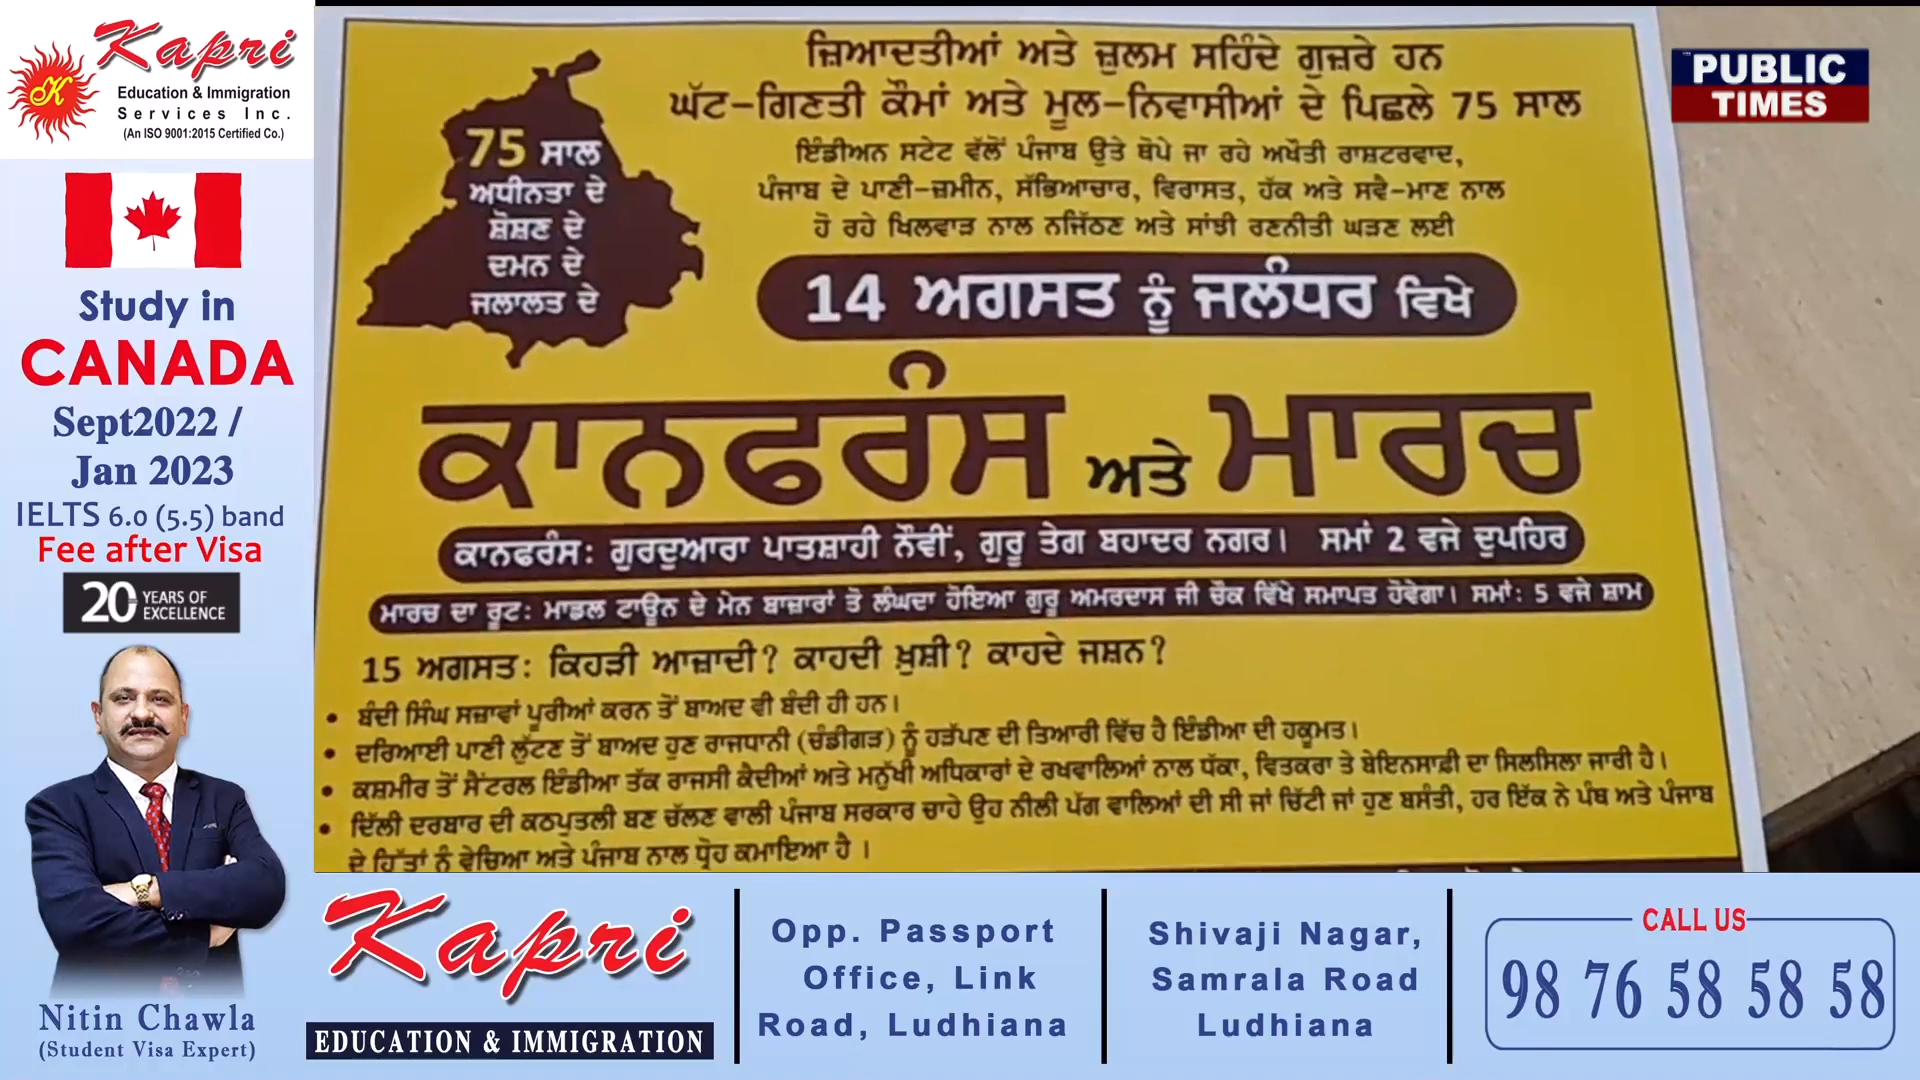 Kapri
K
Education & Immigration
Services Inc.
(An ISO 9001:2015 Certified Co.)
Study in
CANADA
Sept2022 /
Jan 2023
IELTS 6.0 (5.5) band
Fee after Visa
20 YEARS OF EXCELLENCE
Nitin Chawla
(Student Visa Expert)
PUBLIC
TIMES
ਜ਼ਿਆਦਤੀਆਂ ਅਤੇ ਜ਼ੁਲਮ ਸਹਿੰਦੇ ਗੁਜ਼ਰੇ ਹਨ
ਘੱਟ-ਗਿਣਤੀ ਕੌਮਾਂ ਅਤੇ ਮੂਲ-ਨਿਵਾਸੀਆਂ ਦੇ ਪਿਛਲੇ 75 ਸਾਲ
75 ਸਾਲ
ਅਧੀਨਤਾ ਦੇ
ਸ਼ੋਸ਼ਣ ਦੇ
ਦਮਨ ਦੇ
ਜਲਾਲਤ ਦੇ
ਇੰਡੀਅਨ ਸਟੇਟ ਵੱਲੋਂ ਪੰਜਾਬ ਉਤੇ ਥੋਪੇ ਜਾ ਰਹੇ ਅਖੌਤੀ ਰਾਸ਼ਟਰਵਾਦ,
ਪੰਜਾਬ ਦੇ ਪਾਣੀ-ਜ਼ਮੀਨ, ਸੱਭਿਆਚਾਰ, ਵਿਰਾਸਤ, ਹੱਕ ਅਤੇ ਸਵੈ-ਮਾਣ ਨਾਲ
ਹੋ ਰਹੇ ਖਿਲਵਾੜ ਨਾਲ ਨਜਿੱਠਣ ਅਤੇ ਸਾਂਝੀ ਰਣਨੀਤੀ ਘੜਣ ਲਈ
14 ਅਗਸਤ ਨੂੰ ਜਲੰਧਰ ਵਿਖੇ
ਕਾਨਫਰੰਸ ਅਤੇ ਮਾਰਚ
ਕਾਨਫਰੰਸ: ਗੁਰਦੁਆਰਾ ਪਾਤਸ਼ਾਹੀ ਨੌਵੀਂ, ਗੁਰੂ ਤੇਗ ਬਹਾਦਰ ਨਗਰ। ਸਮਾਂ 2 ਵਜੇ ਦੁਪਹਿਰ
ਮਾਰਚ ਦਾ ਰੂਟ: ਮਾਡਲ ਟਾਊਨ ਦੇ ਮੇਨ ਬਾਜ਼ਾਰਾਂ ਤੋ ਲੰਘਦਾ ਹੋਇਆ ਗੁਰੂ ਅਮਰਦਾਸ ਜੀ ਚੌਕ ਵਿੱਖੇ ਸਮਾਪਤ ਹੋਵੇਗਾ। ਸਮਾਂ: 5 ਵਜੇ ਸ਼ਾਮ
15 ਅਗਸਤ: ਕਿਹੜੀ ਆਜ਼ਾਦੀ? ਕਾਹਦੀ ਖ਼ੁਸ਼ੀ? ਕਾਹਦੇ ਜਸ਼ਨ?
• ਬੰਦੀ ਸਿੰਘ ਸਜ਼ਾਵਾਂ ਪੂਰੀਆਂ ਕਰਨ ਤੋਂ ਬਾਅਦ ਵੀ ਬੰਦੀ ਹੀ ਹਨ।
• ਦਰਿਆਈ ਪਾਣੀ ਲੁੱਟਣ ਤੋਂ ਬਾਅਦ ਹੁਣ ਰਾਜਧਾਨੀ (ਚੰਡੀਗੜ) ਨੂੰ ਹੜੱਪਣ ਦੀ ਤਿਆਰੀ ਵਿੱਚ ਹੈ ਇੰਡੀਆ ਦੀ ਹਕੂਮਤ।
• ਕਸ਼ਮੀਰ ਤੋਂ ਸੈਂਟਰਲ ਇੰਡੀਆ ਤੱਕ ਰਾਜਸੀ ਕੈਦੀਆਂ ਅਤੇ ਮਨੁੱਖੀ ਅਧਿਕਾਰਾਂ ਦੇ ਰਖਵਾਲਿਆਂ ਨਾਲ ਧੱਕਾ, ਵਿਤਕਰਾ ਤੇ ਬੇਇਨਸਾਫ਼ੀ ਦਾ ਸਿਲਸਿਲਾ ਜਾਰੀ ਹੈ।
• ਦਿੱਲੀ ਦਰਬਾਰ ਦੀ ਕਠਪੁਤਲੀ ਬਣ ਚੱਲਣ ਵਾਲੀ ਪੰਜਾਬ ਸਰਕਾਰ ਚਾਹੇ ਉਹ ਨੀਲੀ ਪੱਗ ਵਾਲਿਆਂ ਦੀ ਸੀ ਜਾਂ ਚਿੱਟੀ ਜਾਂ ਹੁਣ ਬਸੰਤੀ, ਹਰ ਇੱਕ ਨੇ ਪੰਥ ਅਤੇ ਪੰਜਾਬ
ਦੇ ਹਿੱਤਾਂ ਨੂੰ ਵੇਚਿਆ ਅਤੇ ਪੰਜਾਬ ਨਾਲ ਧ੍ਰੋਹ ਕਮਾਇਆ ਹੈ ।
Kapri
EDUCATION & IMMIGRATION
Opp. Passport
Office, Link
Road, Ludhiana
Shivaji Nagar,
Samrala Road
Ludhiana
CALL US
98 76 58 58 58